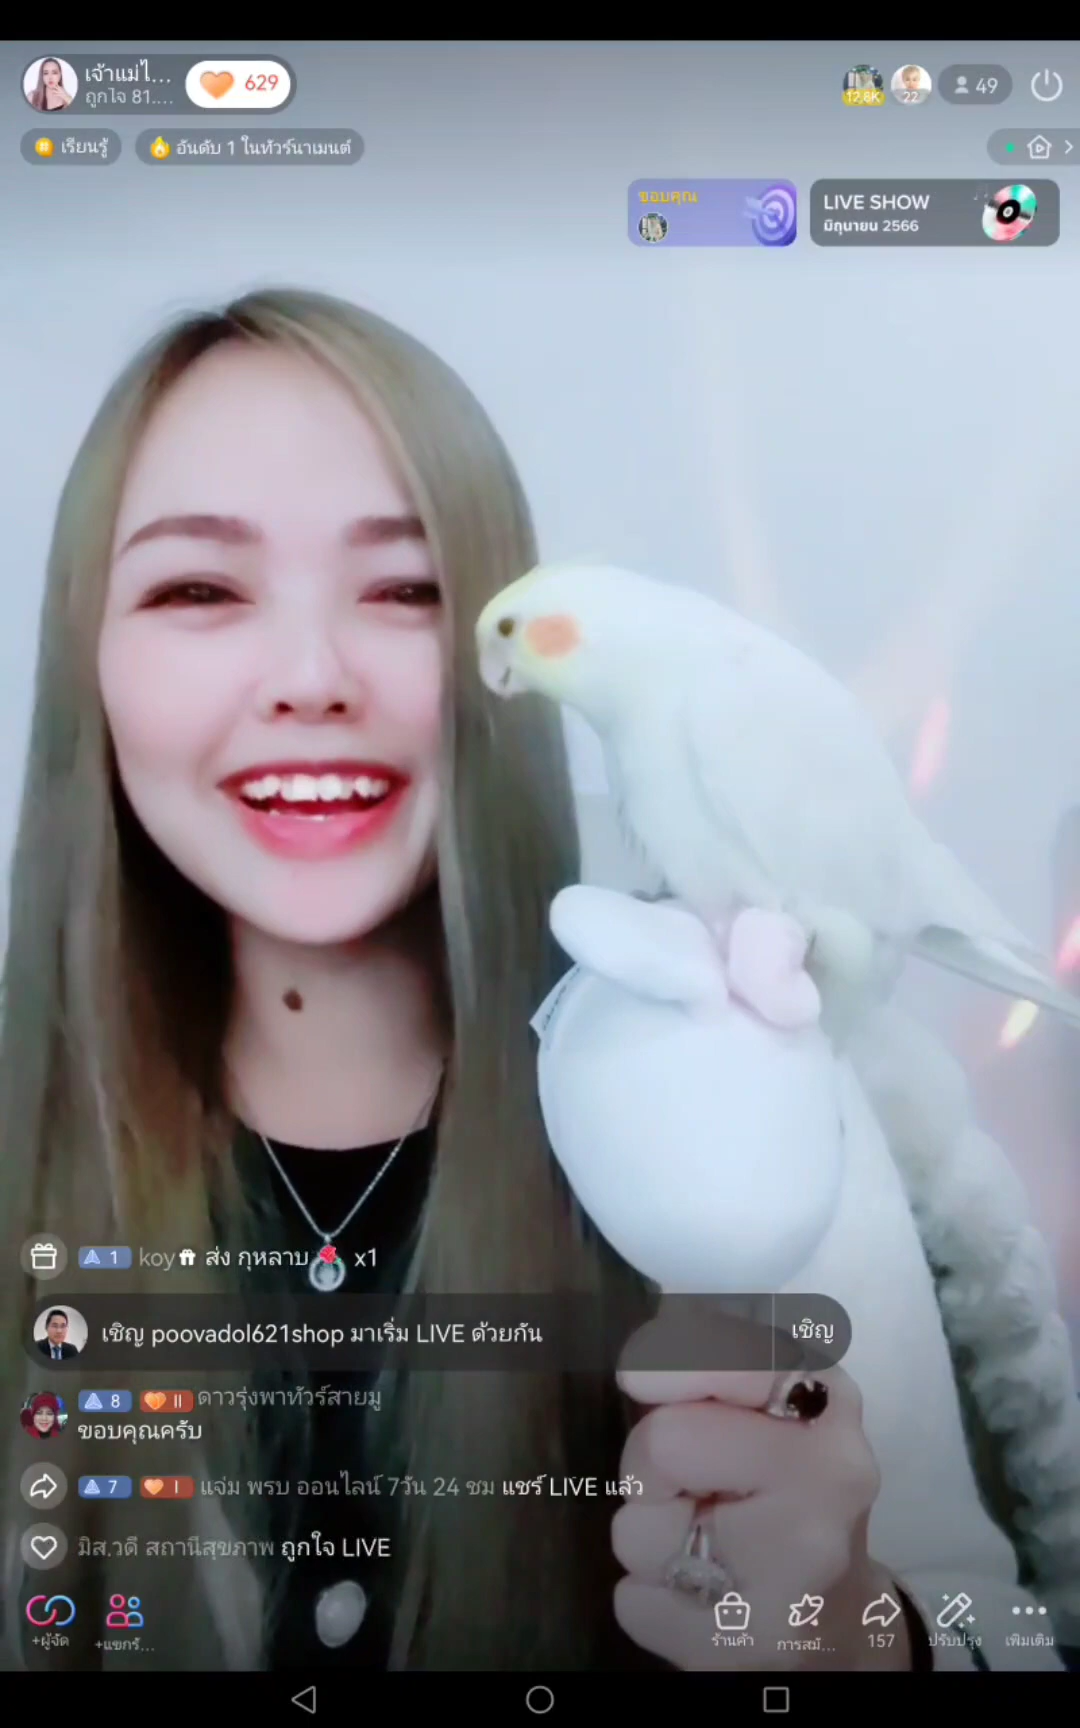 เจ้าแม่ไ...
ถูกใจ 81....
629
12.8K
22
49
เรียนรู้
อันดับ 1 ในทัวร์นาเมนต์
ขอบคุณ
LIVE SHOW
มิถุนายน 2566
1 koy ส่ง กุหลาบ x1
เชิญ poovadol621shop มาเริ่ม LIVE ด้วยกัน
เชิญ
8 II ดาวรุ่งพาทัวร์สายมู
ขอบคุณครับ
7 I แจ่ม พรบ ออนไลน์ 7วัน 24 ชม แชร์ LIVE แล้ว
มิส.วดี สถานีสุขภาพ ถูกใจ LIVE
+ผู้จัด
+แขกรั...
ร้านค้า
การสมั...
157
ปรับปรุง
เพิ่มเติม